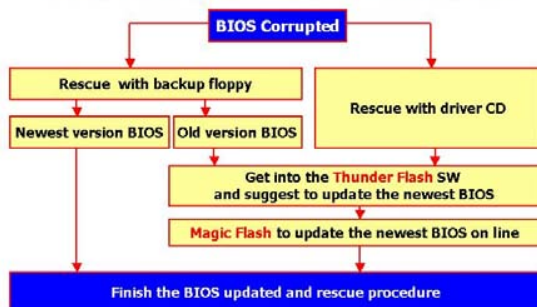 BIOS Corrupted
Rescue with backup floppy
Rescue with driver CD
Newest version BIOS
Old version BIOS
Get into the Thunder Flash SW
and suggest to update the newest BIOS
Magic Flash to update the newest BIOS on line
Finish the BIOS updated and rescue procedure